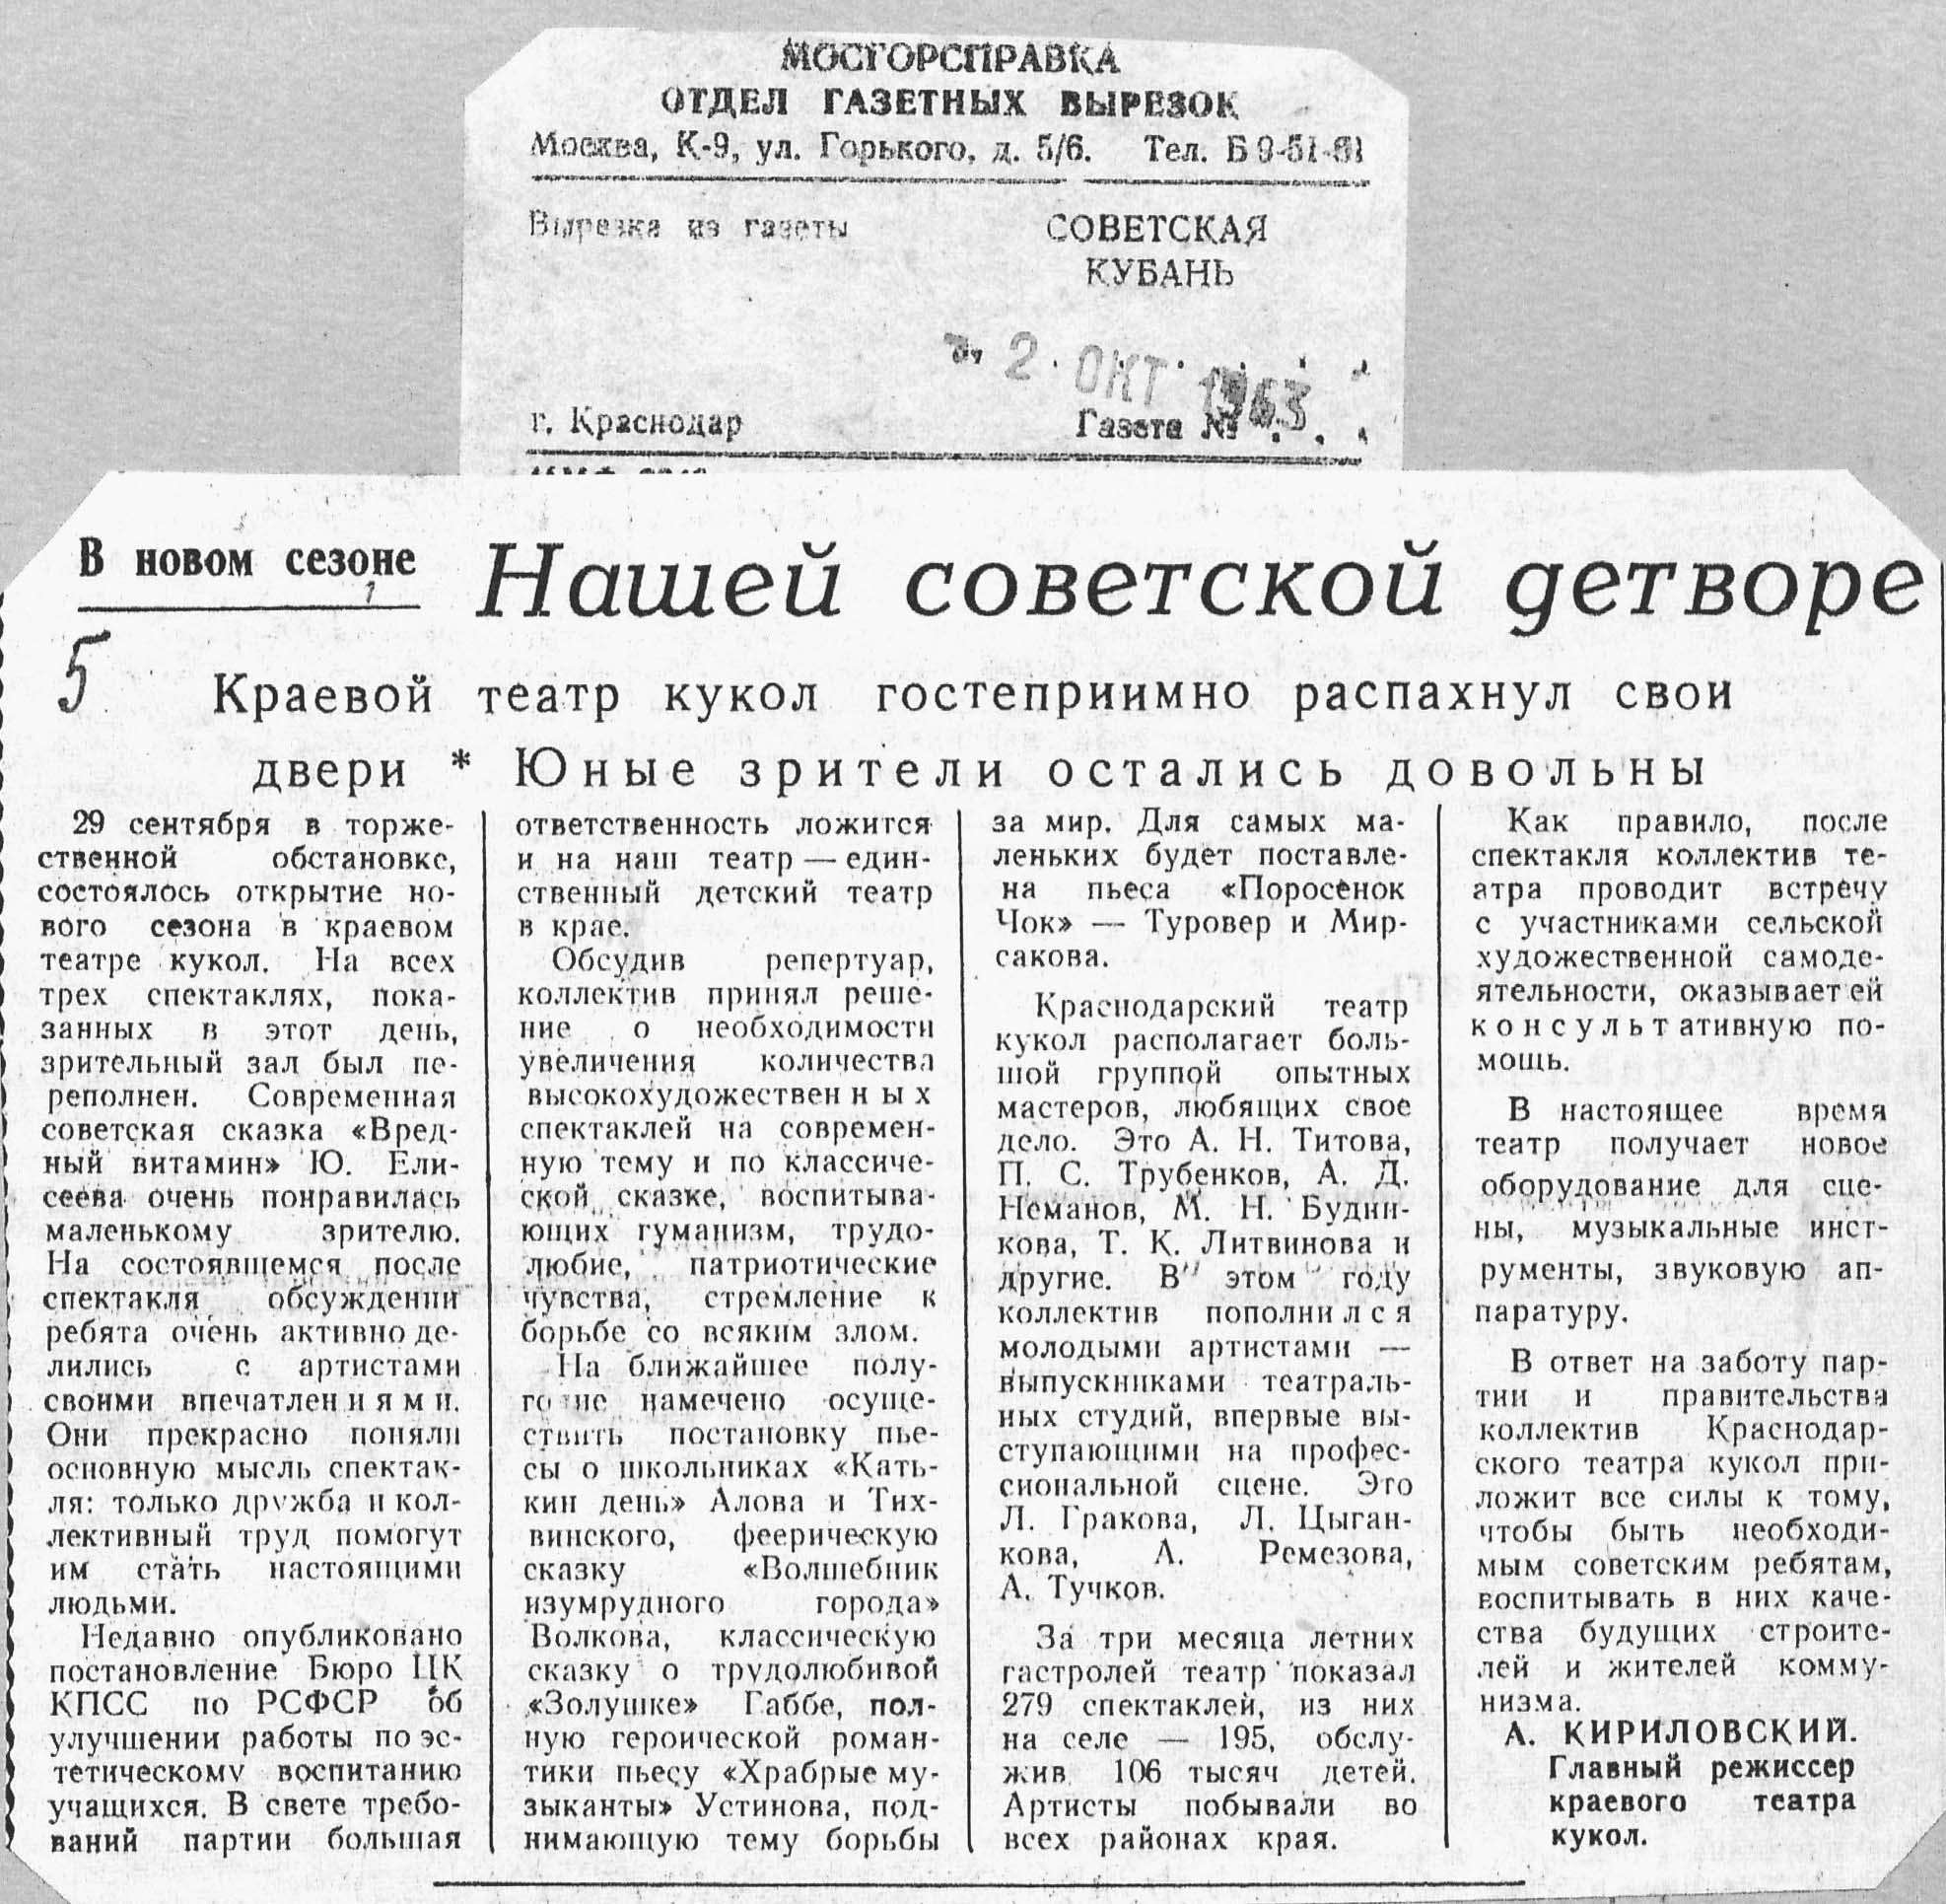 МОСГОРСПРАВКА
ОТДЕЛ ГАЗЕТНЫХ ВЫРЕЗОК
Москва, К-9, ул. Горького, д. 5/6. Тел. Б 9-51-61
Вырезка из газеты
СОВЕТСКАЯ
КУБАНЬ
от 2 ОКТ 1963
г. Краснодар Газета №
В новом сезоне
Нашей советской детворе
5
Краевой театр кукол гостеприимно распахнул свои
двери * Юные зрители остались довольны
29 сентября в торже-
ственной обстановке,
состоялось открытие но-
вого сезона в краевом
театре кукол. На всех
трех спектаклях, пока-
занных в этот день,
зрительный зал был пе-
реполнен. Современная
советская сказка «Вред-
ный витамин» Ю. Ели-
сеева очень понравилась
маленькому зрителю.
На состоявшемся после
спектакля обсуждении
ребята очень активно де-
лились с артистами
своими впечатлениями.
Они прекрасно поняли
основную мысль спектак-
ля: только дружба и кол-
лективный труд помогут
им стать настоящими
людьми.
Недавно опубликовано
постановление Бюро ЦК
КПСС по РСФСР об
улучшении работы по эс-
тетическому воспитанию
учащихся. В свете требо-
ваний партии большая
ответственность ложится
и на наш театр — един-
ственный детский театр
в крае.
Обсудив репертуар,
коллектив принял реше-
ние о необходимости
увеличения количества
высокохудожественных
спектаклей на современ-
ную тему и по классиче-
ской сказке, воспитыва-
ющих гуманизм, трудо-
любие, патриотические
чувства, стремление к
борьбе со всяким злом.
На ближайшее полу-
годие намечено осуще-
ствить постановку пье-
сы о школьниках «Кать-
кин день» Алова и Тих-
винского, феерическую
сказку «Волшебник
изумрудного города»
Волкова, классическую
сказку о трудолюбивой
«Золушке» Габбе, пол-
ную героической роман-
тики пьесу «Храбрые му-
зыканты» Устинова, под-
нимающую тему борьбы
за мир. Для самых ма-
леньких будет поставле-
на пьеса «Поросенок
Чок» — Туровер и Мир-
сакова.
Краснодарский театр
кукол располагает боль-
шой группой опытных
мастеров, любящих свое
дело. Это А. Н. Титова,
П. С. Трубенков, А. Д.
Неманов, М. Н. Будни-
кова, Т. К. Литвинова и
другие. В этом году
коллектив пополнился
молодыми артистами —
выпускниками театраль-
ных студий, впервые вы-
ступающими на профес-
сиональной сцене. Это
Л. Гракова, Л. Цыган-
кова, А. Ремезова,
А. Тучков.
За три месяца летних
гастролей театр показал
279 спектаклей, из них
на селе — 195, обслу-
жив 106 тысяч детей.
Артисты побывали во
всех районах края.
Как правило, после
спектакля коллектив те-
атра проводит встречу
с участниками сельской
художественной самоде-
ятельности, оказывает ей
консультативную по-
мощь.
В настоящее время
театр получает новое
оборудование для сце-
ны, музыкальные инст-
рументы, звуковую ап-
паратуру.
В ответ на заботу пар-
тии и правительства
коллектив Краснодар-
ского театра кукол при-
ложит все силы к тому,
чтобы быть необходи-
мым советским ребятам,
воспитывать в них каче-
ства будущих строите-
лей и жителей комму-
низма.
А. КИРИЛОВСКИЙ.
Главный режиссер
краевого театра
кукол.